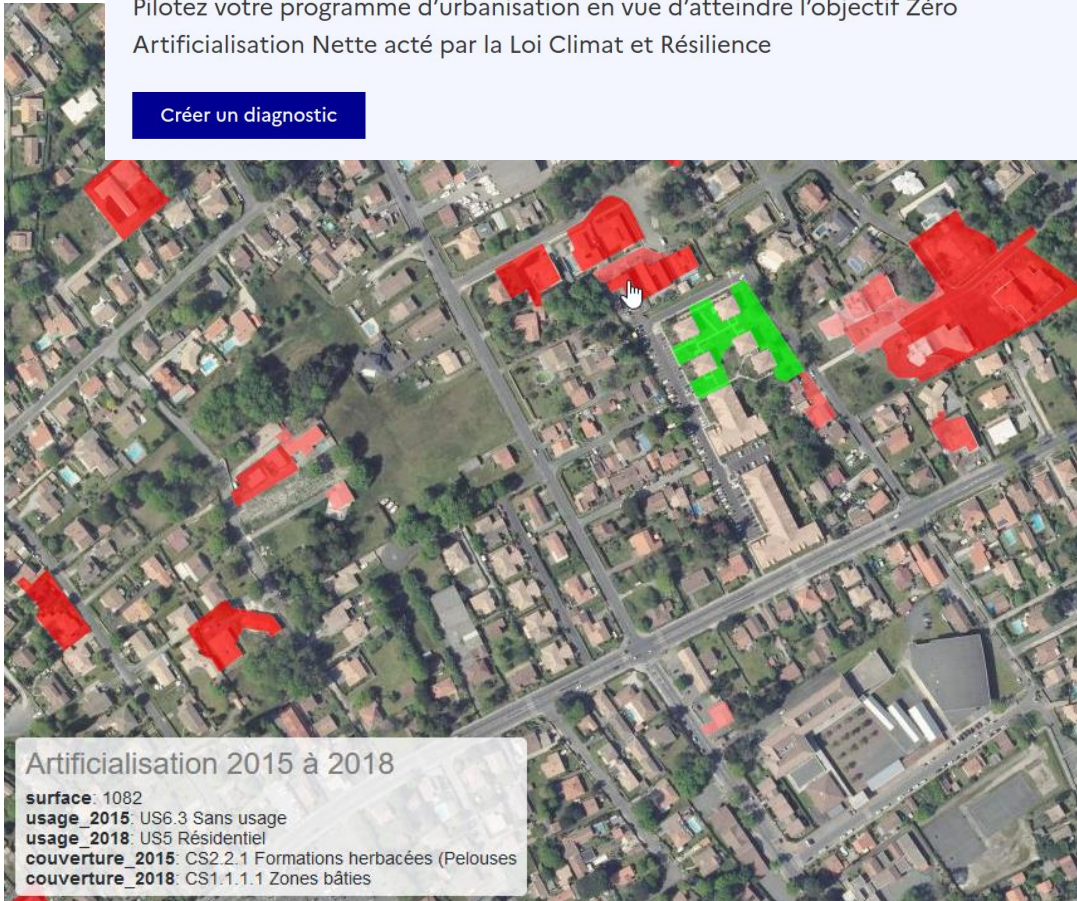 Pilotez votre programme d'urbanisation en vue d'atteindre l'objectif Zéro
Artificialisation Nette acté par la Loi Climat et Résilience
Créer un diagnostic
Artificialisation 2015 à 2018
surface: 1082
usage_2015: US6.3 Sans usage
usage_2018: US5 Résidentiel
couverture_2015: CS2.2.1 Formations herbacées (Pelouses
couverture_2018: CS1.1.1.1 Zones bâties